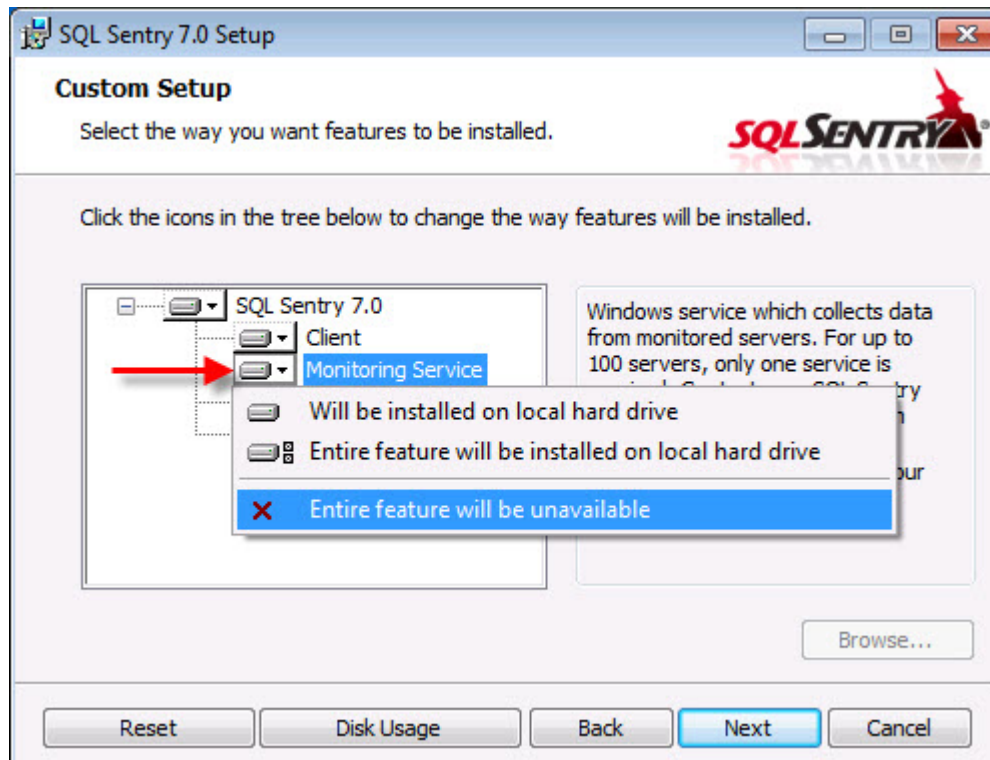 SQL Sentry 7.0 Setup
Custom Setup
Select the way you want features to be installed.
SQL SENTRY
Click the icons in the tree below to change the way features will be installed.
SQL Sentry 7.0
Client
Monitoring Service
Will be installed on local hard drive
Entire feature will be installed on local hard drive
Entire feature will be unavailable
Windows service which collects data
from monitored servers. For up to
100 servers, only one service is
Browse...
Reset
Disk Usage
Back
Next
Cancel